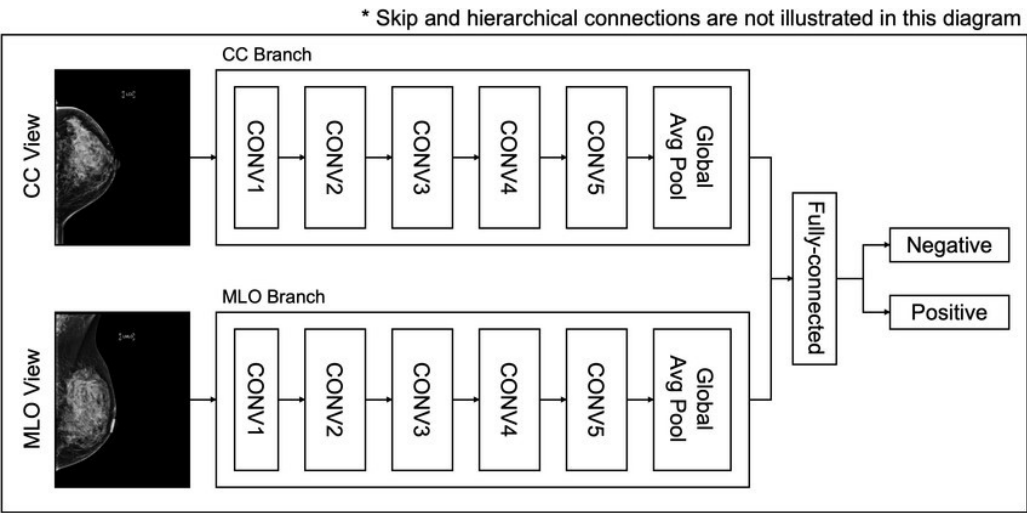 * Skip and hierarchical connections are not illustrated in this diagram
CC Branch
CC View
CONV1
CONV2
CONV3
CONV4
CONV5
Global
Avg Pool
MLO Branch
MLO View
CONV1
CONV2
CONV3
CONV4
CONV5
Global
Avg Pool
Fully-connected
Negative
Positive